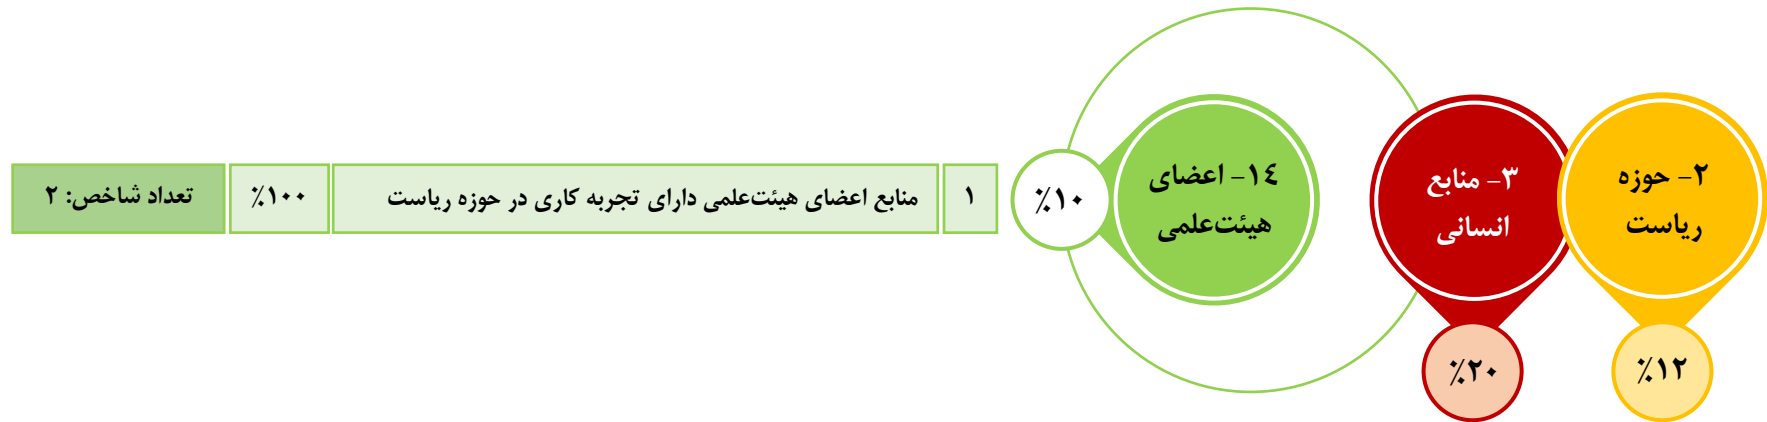 ۲- حوزه
ریاست
٪۱۲
۳- منابع
انسانی
٪۲۰
۱٤- اعضای
هیئت‌علمی
٪۱۰
۱
منابع اعضای هیئت‌علمی دارای تجربه کاری در حوزه ریاست
٪۱۰۰
تعداد شاخص: ۲